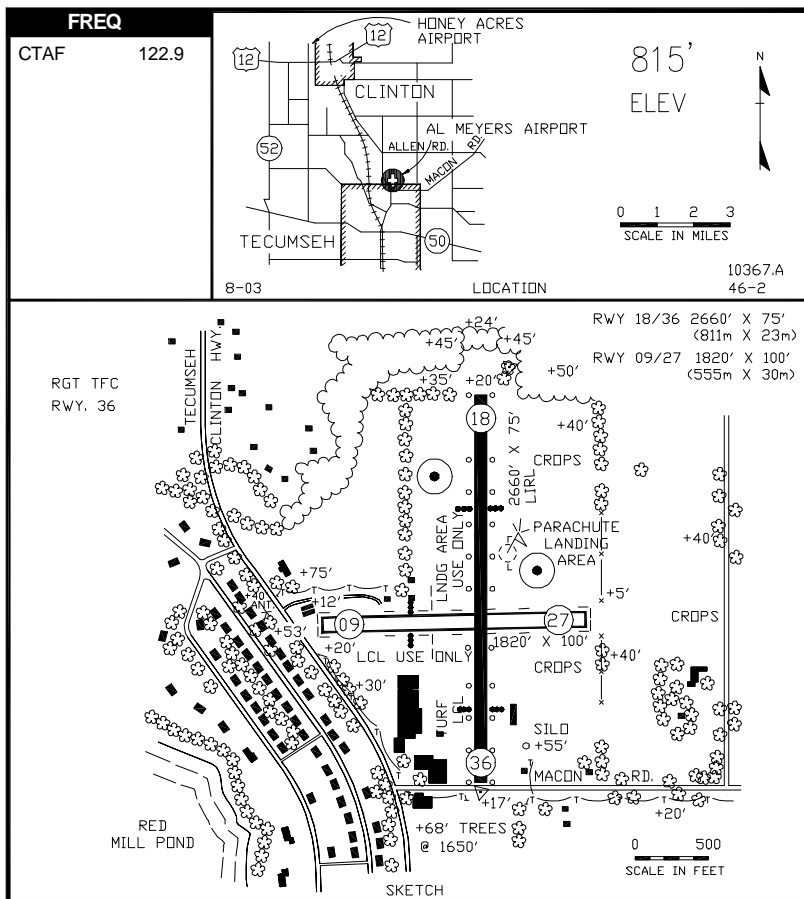 FREQ
CTAF 122.9
HONEY ACRES
AIRPORT
12
12
CLINTON
AL MEYERS AIRPORT
ALLEN RD.
MACON RD.
52
TECUMSEH
50
815'
ELEV
N
0 1 2 3
SCALE IN MILES
8-03
LOCATION
10367.A
46-2
RWY 18/36 2660' X 75'
(811m X 23m)
RWY 09/27 1820' X 100'
(555m X 30m)
RGT TFC
RWY. 36
TECUMSEH
CLINTON HWY.
+24'
+45'
+45'
+35'
+20'
+50'
18
+40'
2660' X 75'
LIRL
CROPS
LNDG AREA
USE ONLY
PARACHUTE
LANDING
AREA
+40'
+75'
+40
ANT.
+12'
+5'
+53'
09
27
CROPS
+20'
1820' X 100'
LCL USE ONLY
+40'
CROPS
+30'
TURF
LGL
SILO
+55'
36
MACON RD.
+17'
+20'
+68' TREES
@ 1650'
RED
MILL POND
0 500
SCALE IN FEET
SKETCH